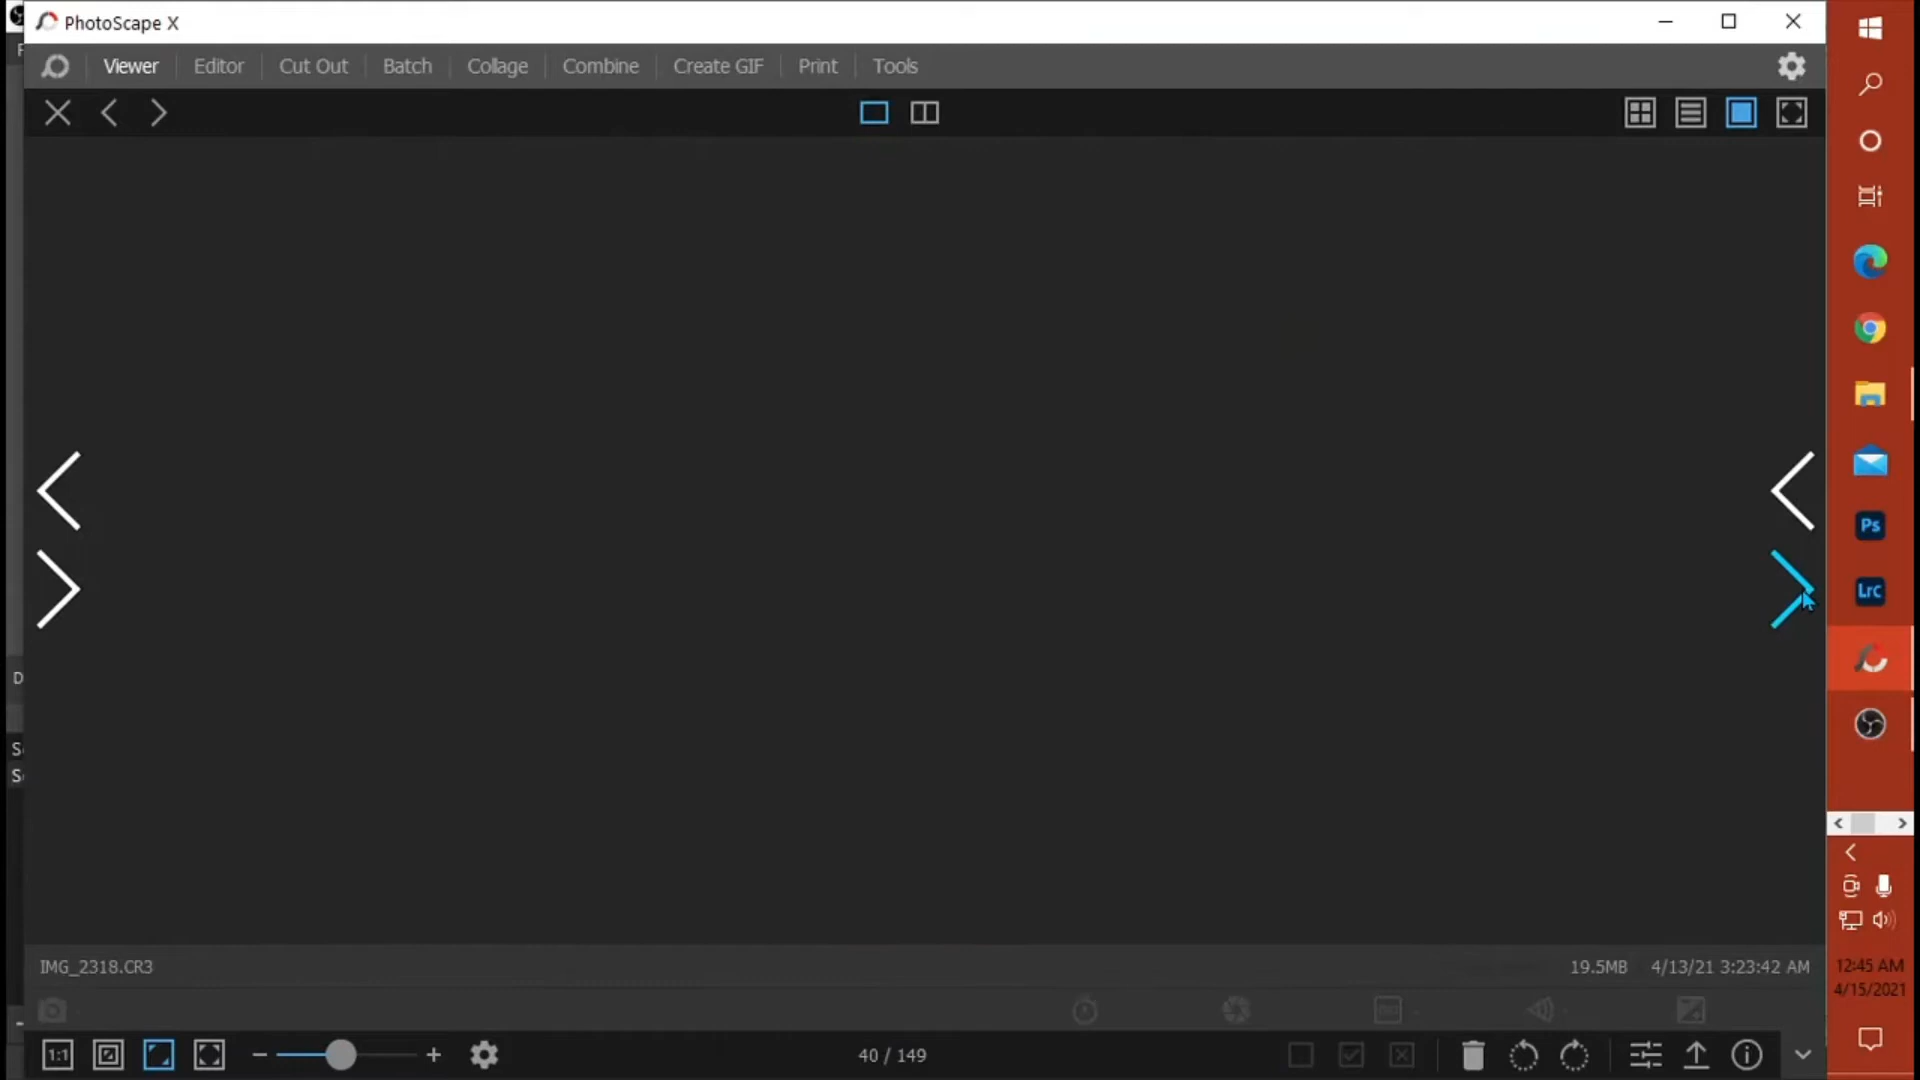 PhotoScape X
Viewer Editor Cut Out Batch Collage Combine Create GIF Print Tools
Ps
Lrc
D
S
S
IMG_2318.CR3 19.5MB 4/13/21 3:23:42 AM
12:45 AM
4/15/2021
1:1 40 / 149